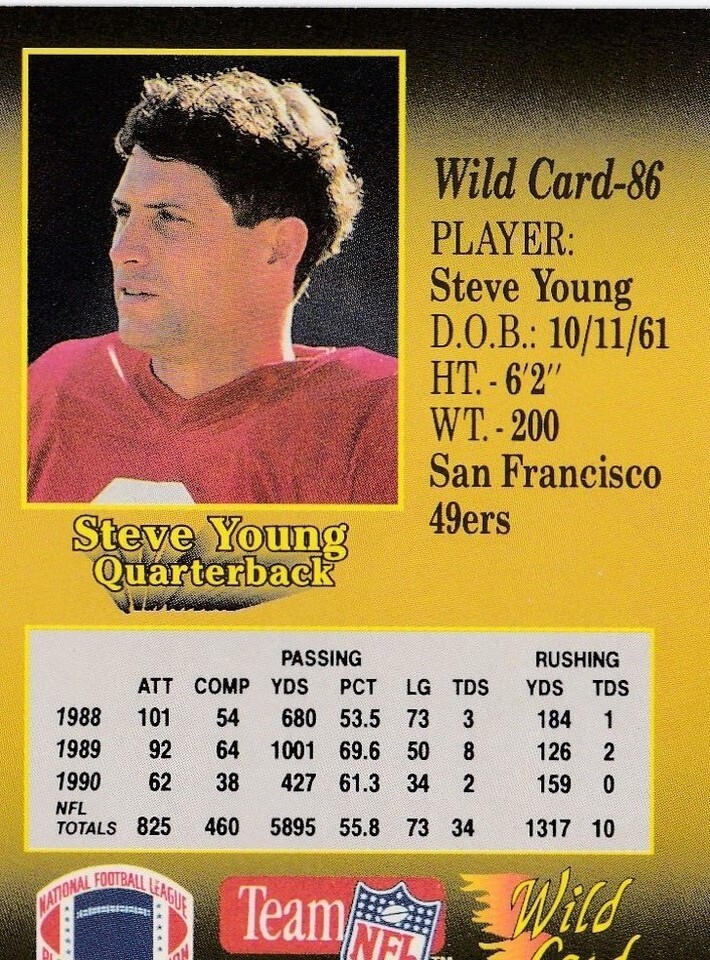 Wild Card-86
PLAYER:
Steve Young
D.O.B.: 10/11/61
HT. - 6'2''
WT. - 200
San Francisco
49ers
Steve Young
Quarterback
PASSING RUSHING
ATT COMP YDS PCT LG TDS YDS TDS
1988 101 54 680 53.5 73 3 184 1
1989 92 64 1001 69.6 50 8 126 2
1990 62 38 427 61.3 34 2 159 0
NFL
TOTALS 825 460 5895 55.8 73 34 1317 10
NATIONAL FOOTBALL LEAGUE
Team NFL
Wild
Card